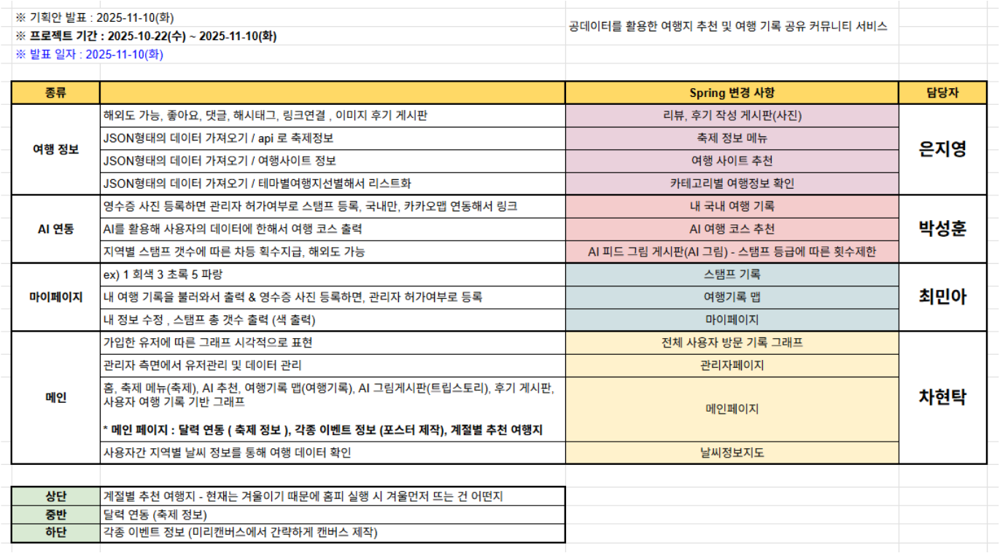 ※ 기획안 발표 : 2025-11-10(화)
※ 프로젝트 기간 : 2025-10-22(수) ~ 2025-11-10(화)
※ 발표 일자 : 2025-11-10(화)
공데이터를 활용한 여행지 추천 및 여행 기록 공유 커뮤니티 서비스
종류 Spring 변경 사항 담당자
여행 정보
해외도 가능, 좋아요, 댓글, 해시태그, 링크연결 , 이미지 후기 게시판 리뷰, 후기 작성 게시판(사진)
JSON형태의 데이터 가져오기 / api 로 축제정보 축제 정보 메뉴
JSON형태의 데이터 가져오기 / 여행사이트 정보 여행 사이트 추천
JSON형태의 데이터 가져오기 / 테마별여행지선별해서 리스트화 카테고리별 여행정보 확인
은지영
AI 연동
영수증 사진 등록하면 관리자 허가여부로 스탬프 등록, 국내만, 카카오맵 연동해서 링크 내 국내 여행 기록
AI를 활용해 사용자의 데이터에 한해서 여행 코스 출력 AI 여행 코스 추천
지역별 스탬프 갯수에 따른 차등 획수지급, 해외도 가능 AI 피드 그림 게시판(AI 그림) - 스탬프 등급에 따른 횟수제한
박성훈
마이페이지
ex) 1 회색 3 초록 5 파랑 스탬프 기록
내 여행 기록을 불러와서 출력 & 영수증 사진 등록하면, 관리자 허가여부로 등록 여행기록 맵
내 정보 수정 , 스탬프 총 갯수 출력 (색 출력) 마이페이지
최민아
메인
가입한 유저에 따른 그래프 시각적으로 표현 전체 사용자 방문 기록 그래프
관리자 측면에서 유저관리 및 데이터 관리 관리자페이지
홈, 축제 메뉴(축제), AI 추천, 여행기록 맵(여행기록), AI 그림게시판(트립스토리), 후기 게시판,
사용자 여행 기록 기반 그래프
* 메인 페이지 : 달력 연동 ( 축제 정보 ), 각종 이벤트 정보 (포스터 제작), 계절별 추천 여행지
메인페이지
사용자간 지역별 날씨 정보를 통해 여행 데이터 확인 날씨정보지도
차현탁
상단 계절별 추천 여행지 - 현재는 겨울이기 때문에 홈피 실행 시 겨울먼저 뜨는 건 어떤지
중반 달력 연동 (축제 정보)
하단 각종 이벤트 정보 (미리캔버스에서 간략하게 캔버스 제작)